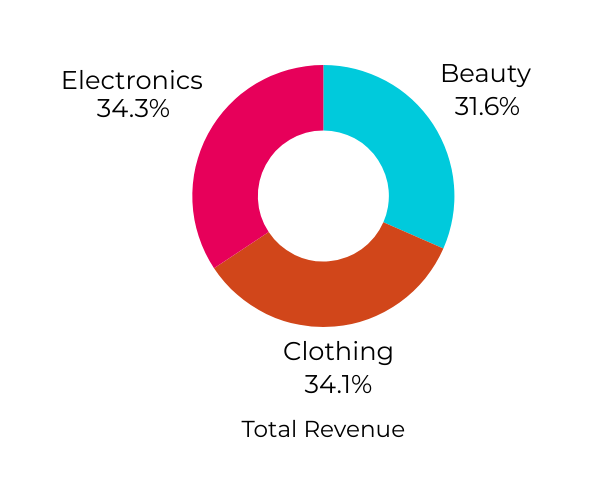 Electronics
34.3%
Beauty
31.6%
Clothing
34.1%
Total Revenue